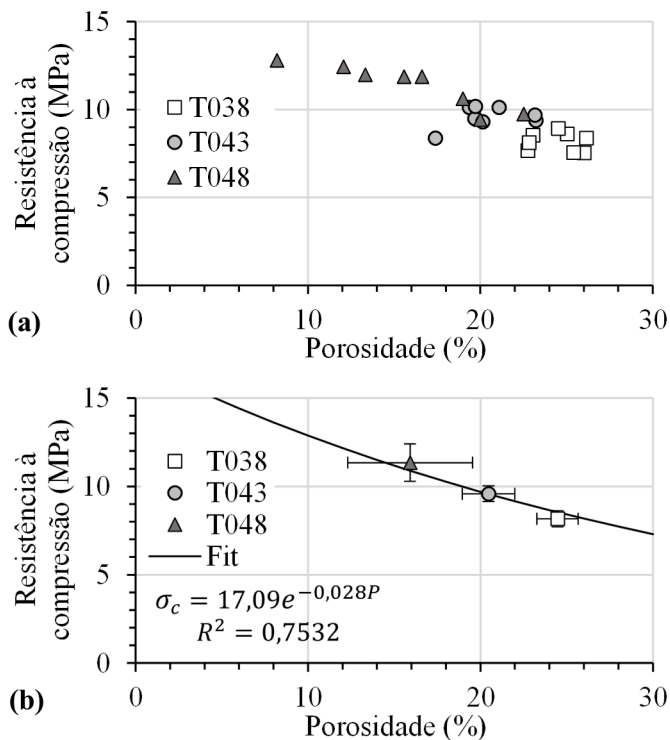 (a)
Resistência à
compressão (MPa)
15
10
5
0
T038
T043
T048
0
10
20
30
Porosidade (%)
(b)
Resistência à
compressão (MPa)
15
10
5
0
T038
T043
T048
Fit
σ_c = 17,09e^{−0,028P}
R² = 0,7532
0
10
20
30
Porosidade (%)